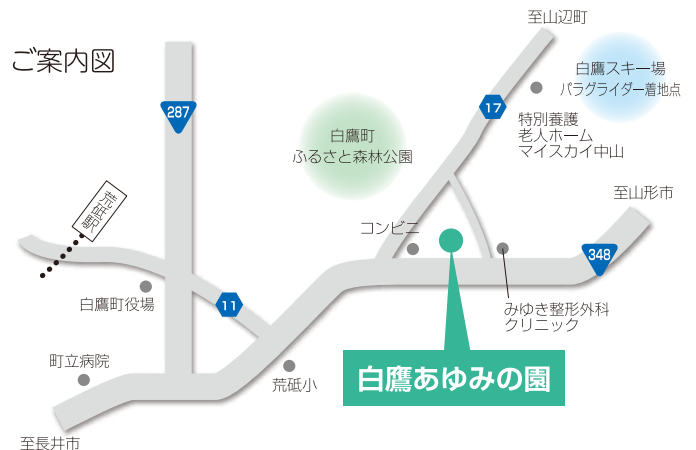 ご案内図
至山辺町
白鷹スキー場
パラグライダー着地点
287
17
特別養護
老人ホーム
マイスカイ中山
白鷹町
ふるさと森林公園
荒砥駅
至山形市
コンビニ
348
白鷹町役場
11
みゆき整形外科
クリニック
町立病院
荒砥小
白鷹あゆみの園
至長井市